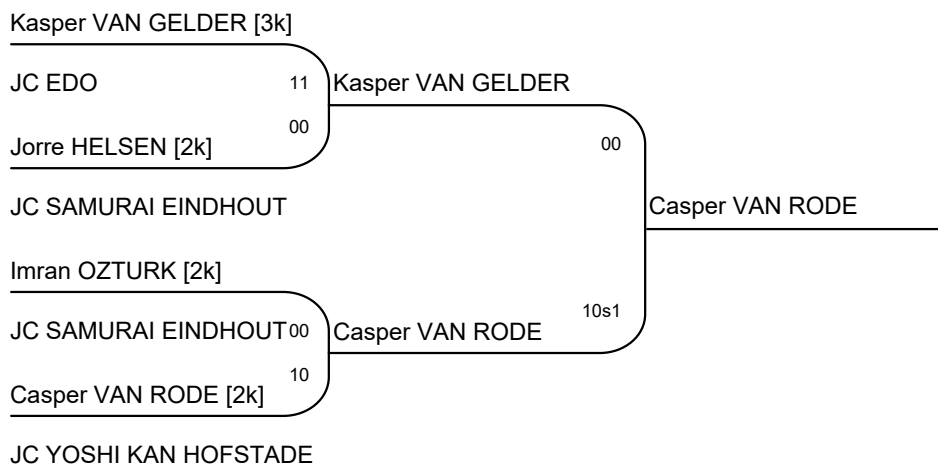 Kasper VAN GELDER [3k]
JC EDO
11
Kasper VAN GELDER
00
Jorre HELSEN [2k]
00
JC SAMURAI EINDHOUT
Casper VAN RODE
Imran OZTURK [2k]
10s1
JC SAMURAI EINDHOUT
00
Casper VAN RODE
10
Casper VAN RODE [2k]
JC YOSHI KAN HOFSTADE